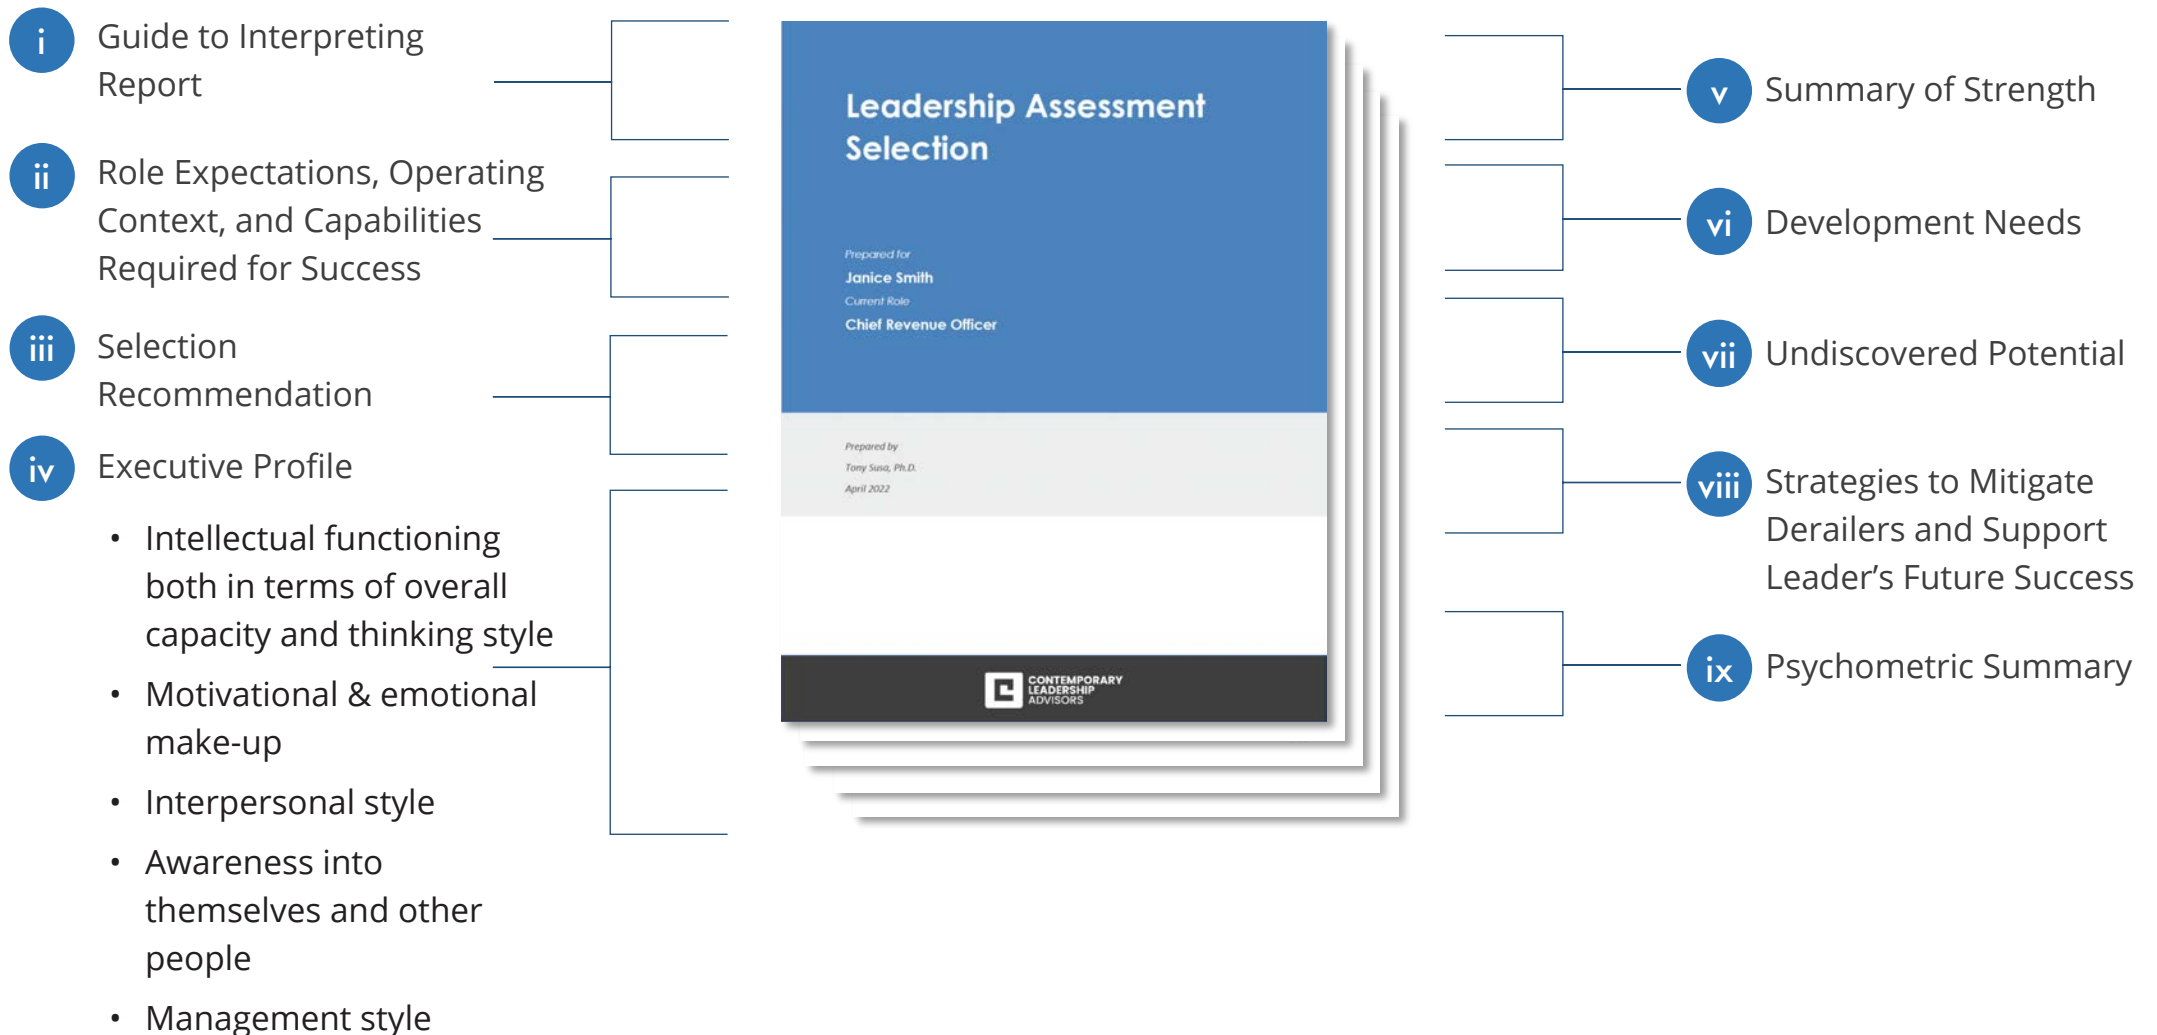 i
Guide to Interpreting
Report
ii
Role Expectations, Operating
Context, and Capabilities
Required for Success
iii
Selection
Recommendation
iv
Executive Profile
• Intellectual functioning
both in terms of overall
capacity and thinking style
• Motivational & emotional
make-up
• Interpersonal style
• Awareness into
themselves and other
people
• Management style
Leadership Assessment
Selection
Prepared for
Janice Smith
Current Role
Chief Revenue Officer
Prepared by
Tony Susa, Ph.D.
April 2022
CONTEMPORARY
LEADERSHIP
ADVISORS
v
Summary of Strength
vi
Development Needs
vii
Undiscovered Potential
viii
Strategies to Mitigate
Derailers and Support
Leader’s Future Success
ix
Psychometric Summary